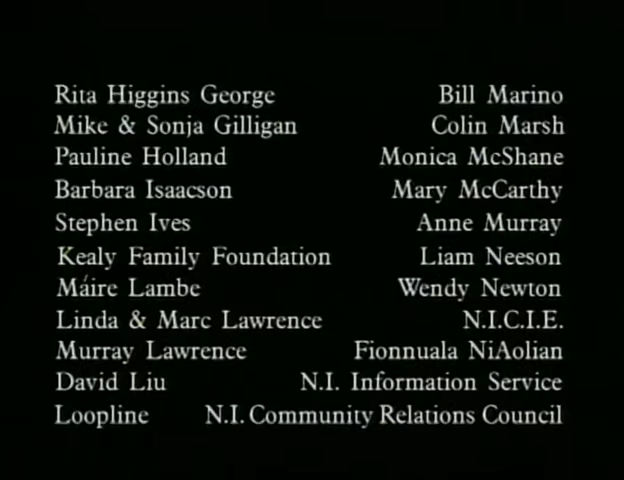 Rita Higgins George Bill Marino
Mike & Sonja Gilligan Colin Marsh
Pauline Holland Monica McShane
Barbara Isaacson Mary McCarthy
Stephen Ives Anne Murray
Kealy Family Foundation Liam Neeson
Máire Lambe Wendy Newton
Linda & Marc Lawrence N.I.C.I.E.
Murray Lawrence Fionnuala NiAolian
David Liu N.I. Information Service
Loopline N.I. Community Relations Council